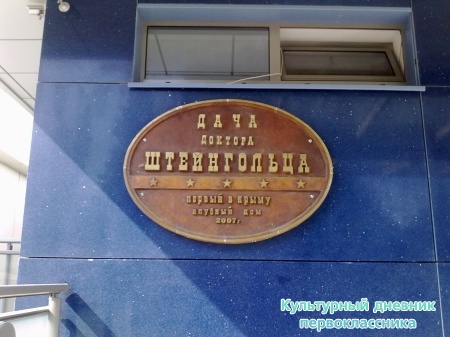 ДАЧА
ДОКТОРА
ШТЕЙНГОЛЬЦА
первый в крыму
клубный дом
2007г.
Культурный дневник
первоклассника